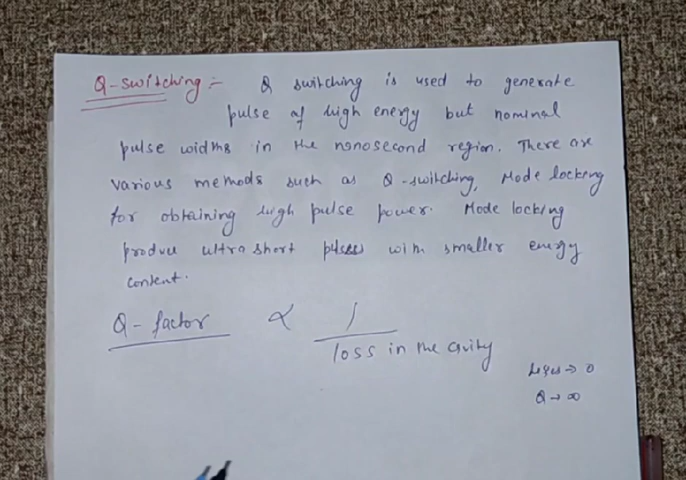 Q-switching :- Q switching is used to generate
pulse of high energy but nominal
pulse widths in the nanosecond region. There are
various methods such as Q-switching, Mode locking
for obtaining high pulse power. Mode locking
produce ultra short pulses with smaller energy
content.
Q-factor ∝ 1
loss in the cavity
losses → 0
Q → ∞